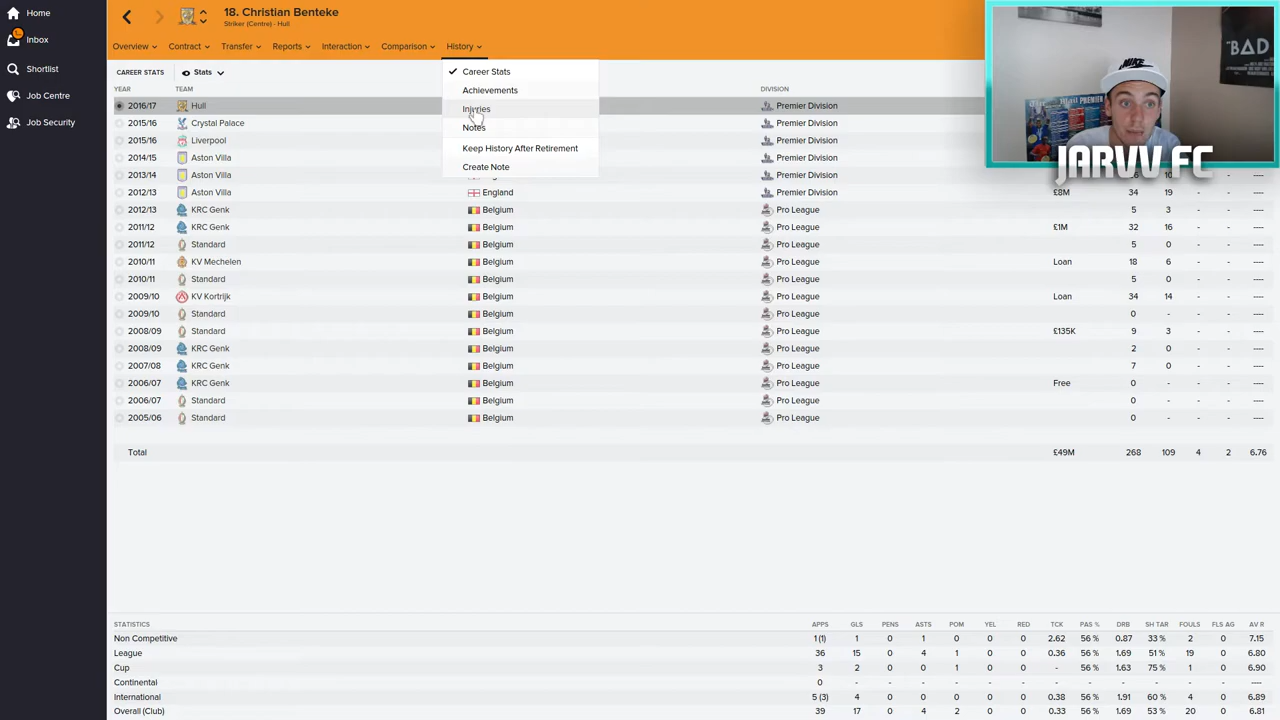 Home
Inbox
Shortlist
Job Centre
Job Security
18. Christian Benteke
Striker (Centre) - Hull
Overview Contract Transfer Reports Interaction Comparison History
CAREER STATS Stats
Career Stats
Achievements
Injuries
Notes
Keep History After Retirement
Create Note
YEAR TEAM DIVISION
2016/17 Hull Premier Division
2015/16 Crystal Palace Premier Division
2015/16 Liverpool Premier Division
2014/15 Aston Villa Premier Division
2013/14 Aston Villa Premier Division
2012/13 Aston Villa England Premier Division £8M 34 19 - - ----
2012/13 KRC Genk Belgium Pro League 5 3 - - ----
2011/12 KRC Genk Belgium Pro League £1M 32 16 - - ----
2011/12 Standard Belgium Pro League 5 0 - - ----
2010/11 KV Mechelen Belgium Pro League Loan 18 6 - - ----
2010/11 Standard Belgium Pro League 5 0 - - ----
2009/10 KV Kortrijk Belgium Pro League Loan 34 14 - - ----
2009/10 Standard Belgium Pro League 0 - - - ----
2008/09 Standard Belgium Pro League £135K 9 3 - - ----
2008/09 KRC Genk Belgium Pro League 2 0 - - ----
2007/08 KRC Genk Belgium Pro League 7 0 - - ----
2006/07 KRC Genk Belgium Pro League Free 0 - - - ----
2006/07 Standard Belgium Pro League 0 - - - ----
2005/06 Standard Belgium Pro League 0 - - - ----
Total £49M 268 109 4 2 6.76
STATISTICS APPS GLS PENS ASTS POM YEL RED TCK PAS % DRB SH TAR FOULS FLS AG AV R
Non Competitive 1 (1) 1 0 1 0 0 0 2.62 56 % 0.87 33 % 2 0 7.15
League 36 15 0 4 1 0 0 0.36 56 % 1.69 51 % 19 0 6.80
Cup 3 2 0 0 1 0 0 - 56 % 1.63 75 % 1 0 6.90
Continental 0 - - - - - - - - - - - - ----
International 5 (3) 4 0 0 0 0 0 0.38 56 % 1.91 60 % 4 0 6.89
Overall (Club) 39 17 0 4 2 0 0 0.33 56 % 1.69 53 % 20 0 6.81
NIKE
BAD
PREMIER
JARVV FC